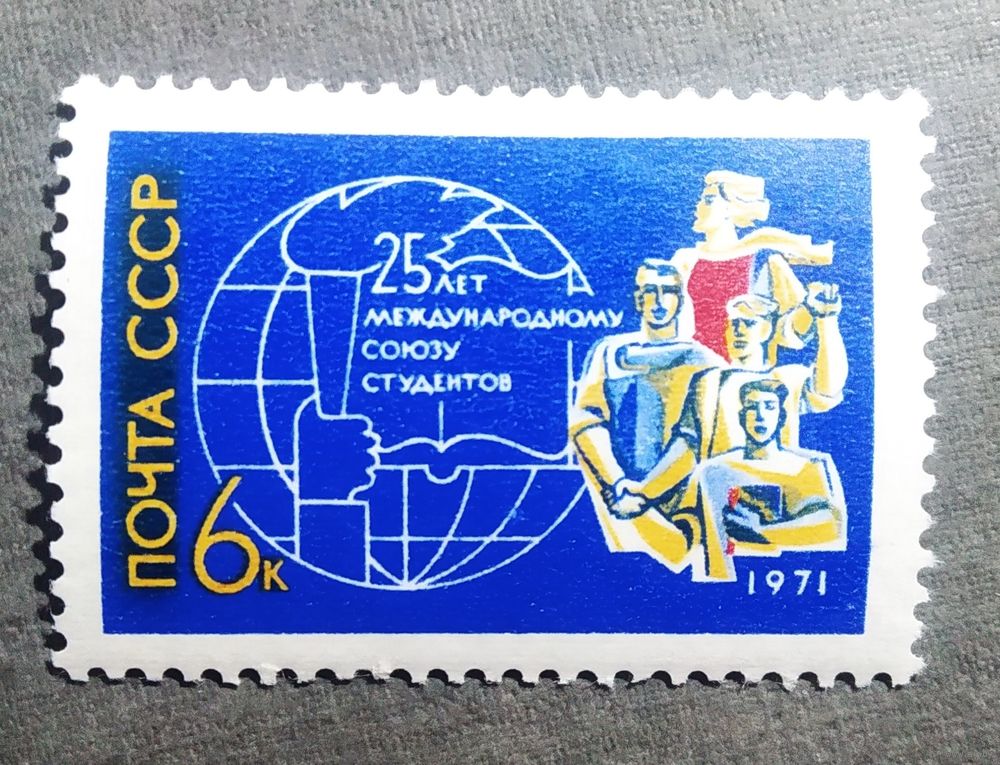 ПОЧТА СССР
6к
25 ЛЕТ
МЕЖДУНАРОДНОМУ
СОЮЗУ
СТУДЕНТОВ
1971